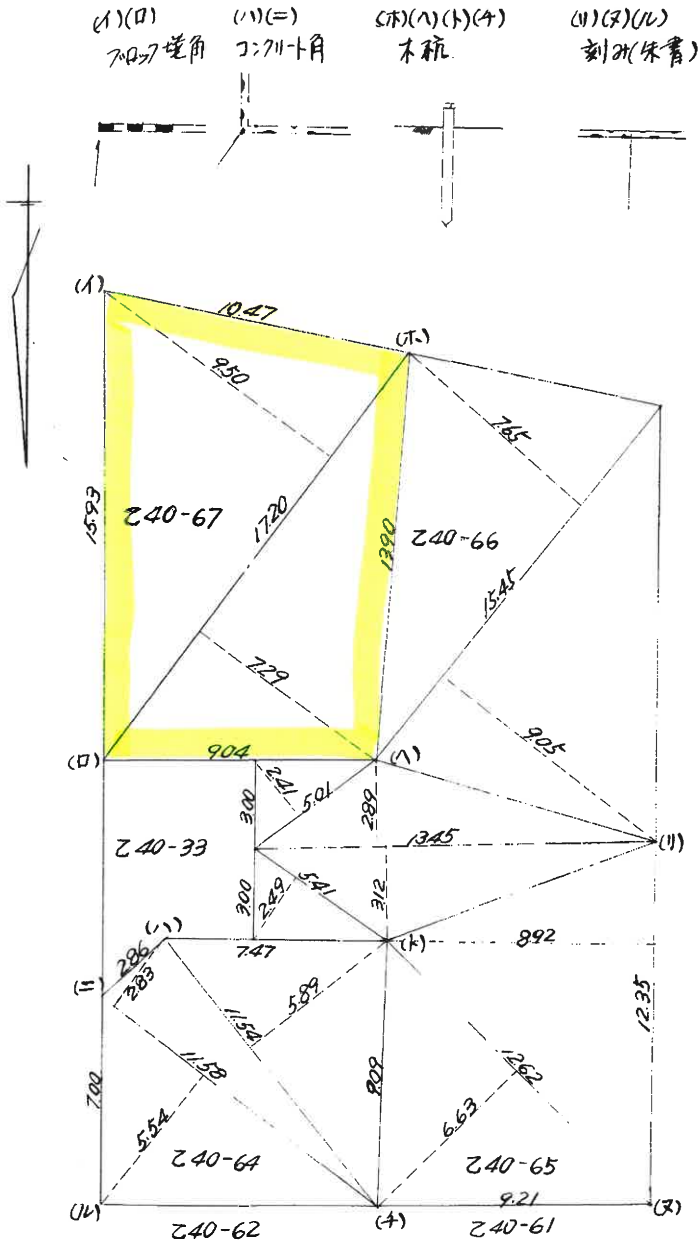 (イ)(ロ)
ブロック境角
(ハ)(ニ)
コンクリート角
(ホ)(ヘ)(ト)(チ)
木杭
(リ)(ヌ)(ル)
刻み(朱書)
(イ)
10.47
(ホ)
9.50
7.65
15.93
乙40-67
17.20
13.90
乙40-66
15.45
7.29
9.05
(ロ)
9.04
(ヘ)
2.41
5.01
3.00
2.89
乙40-33
13.45
(リ)
3.00
2.49
5.41
3.12
(ハ)
7.47
(ト)
8.92
2.86
2.83
(ニ)
5.89
12.35
11.54
11.58
9.09
12.62
7.00
5.54
6.63
乙40-64
乙40-65
9.21
(ル)
(チ)
(ヌ)
乙40-62
乙40-61